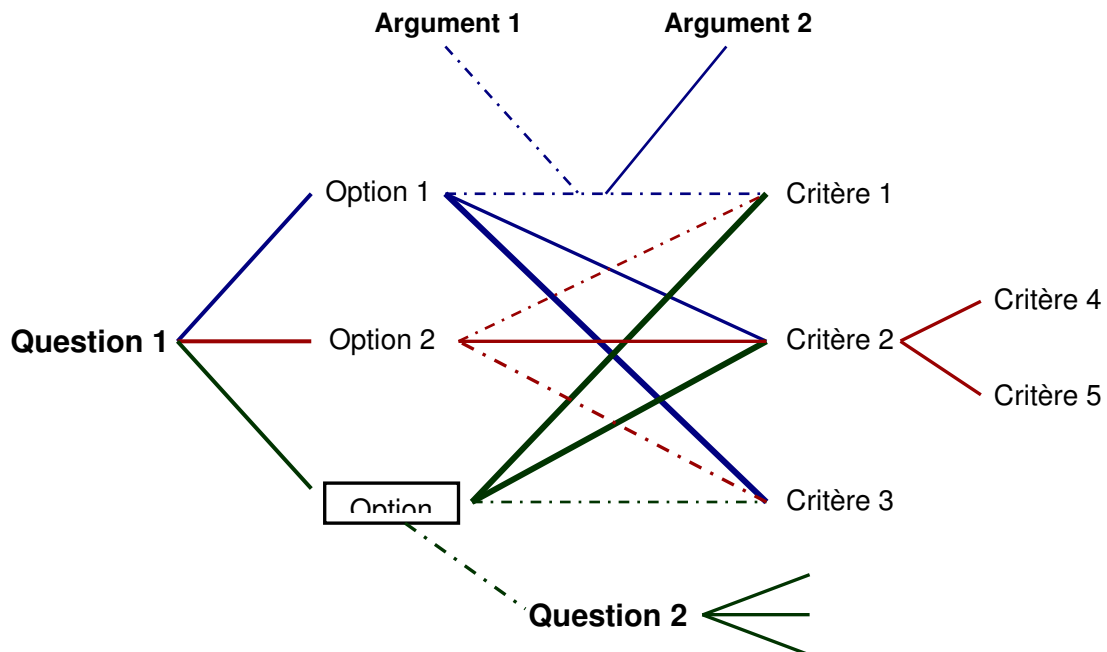 Argument 1
Argument 2
Option 1
Critère 1
Critère 4
Question 1
Option 2
Critère 2
Critère 5
Option
Critère 3
Question 2